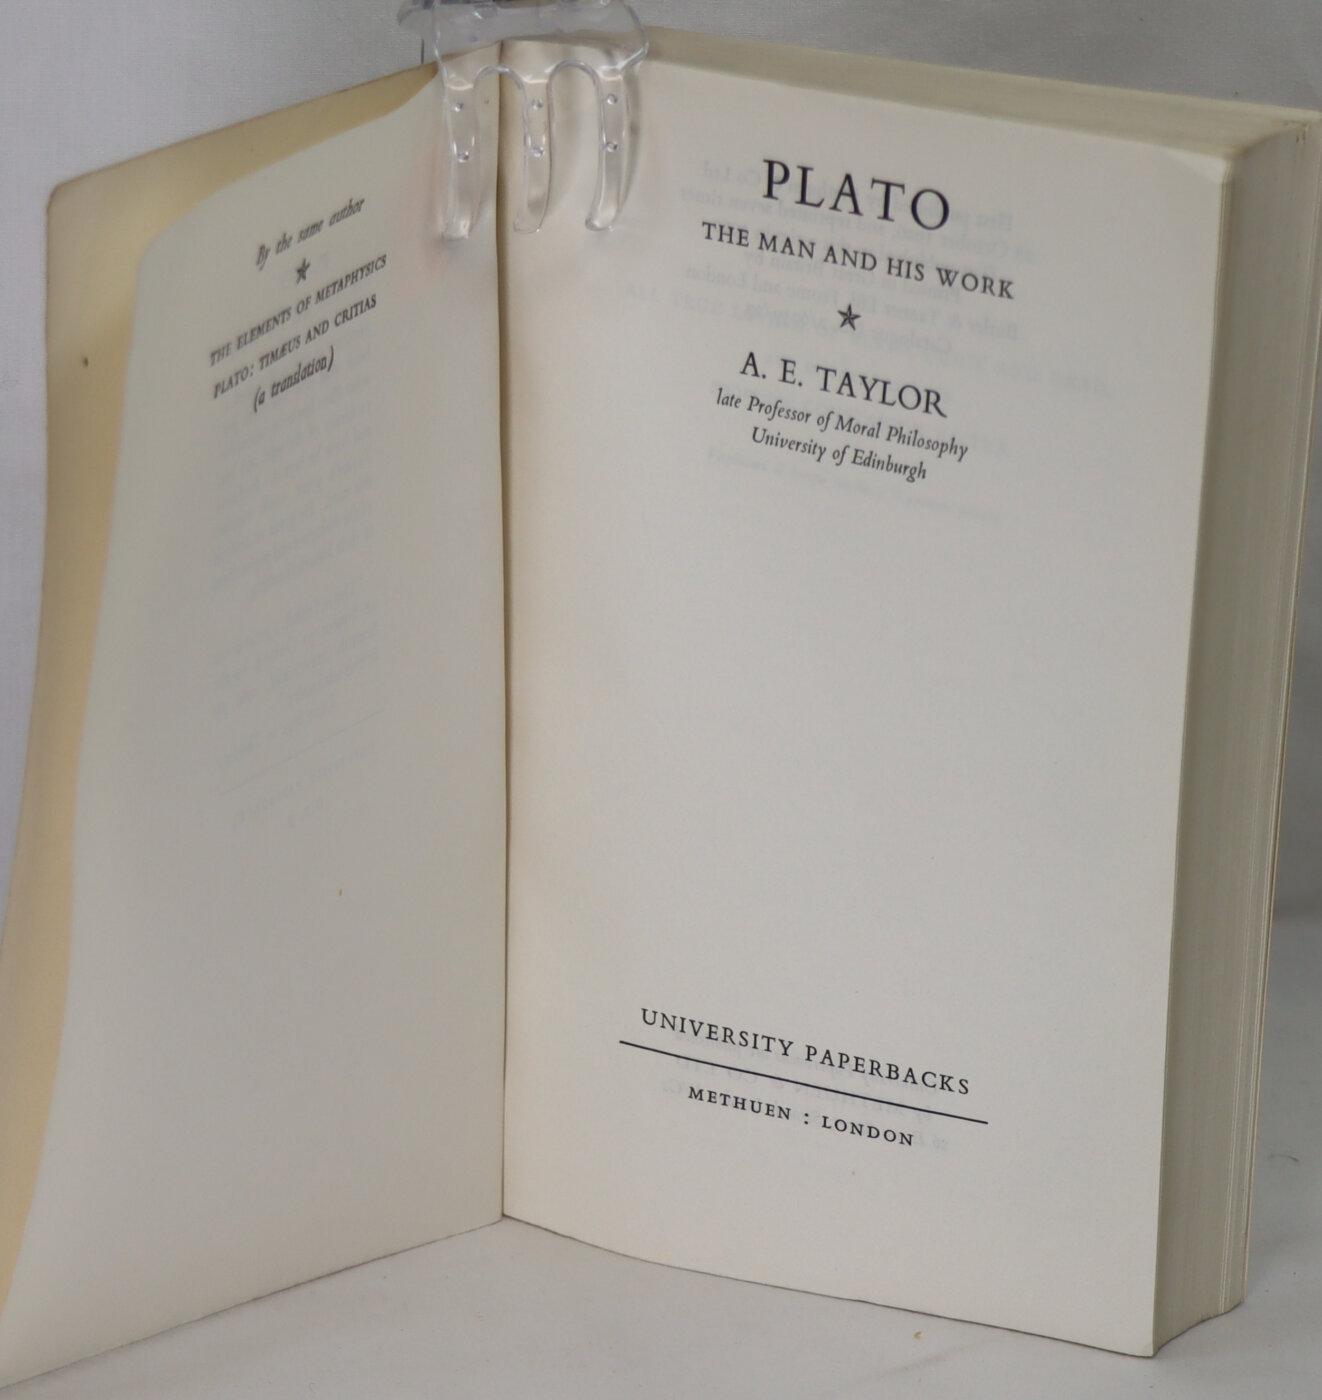 By the same author
THE ELEMENTS OF METAPHYSICS
PLATO: TIMÆUS AND CRITIAS
(a translation)
PLATO
THE MAN AND HIS WORK
A. E. TAYLOR
late Professor of Moral Philosophy
University of Edinburgh
UNIVERSITY PAPERBACKS
METHUEN : LONDON